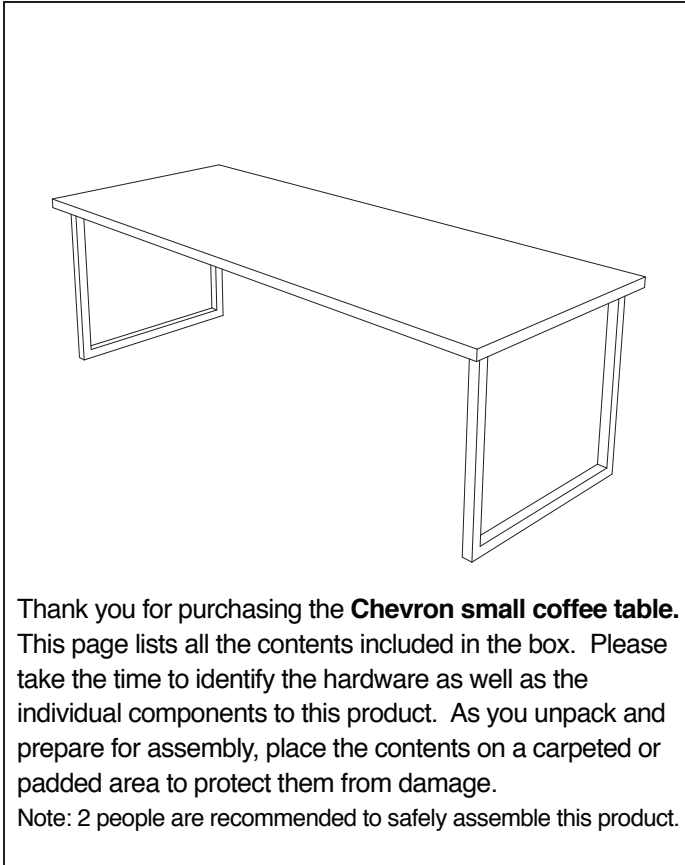 Thank you for purchasing the Chevron small coffee table.
This page lists all the contents included in the box.  Please
take the time to identify the hardware as well as the
individual components to this product.  As you unpack and
prepare for assembly, place the contents on a carpeted or
padded area to protect them from damage.
Note: 2 people are recommended to safely assemble this product.